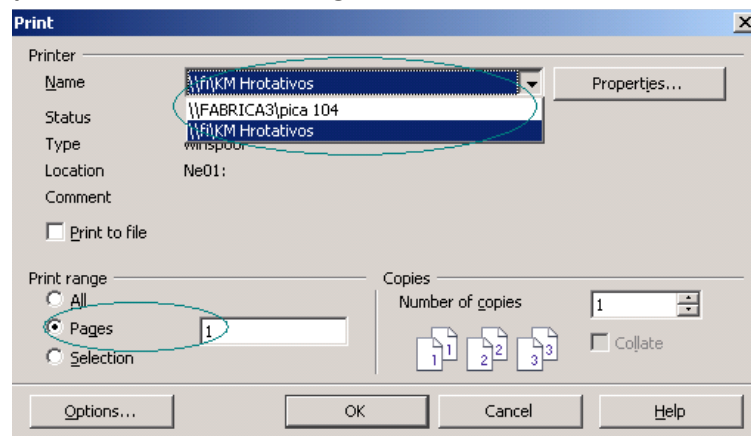 Print
Printer
Name \\fi\KM Hrotativos Properties...
\\FABRICA3\pica 104
Status \\fi\KM Hrotativos
Type winspool
Location Ne01:
Comment
Print to file
Print range Copies
All Number of copies 1
Pages 1
1 1 2 2 3 3 Collate
Selection
Options... OK Cancel Help